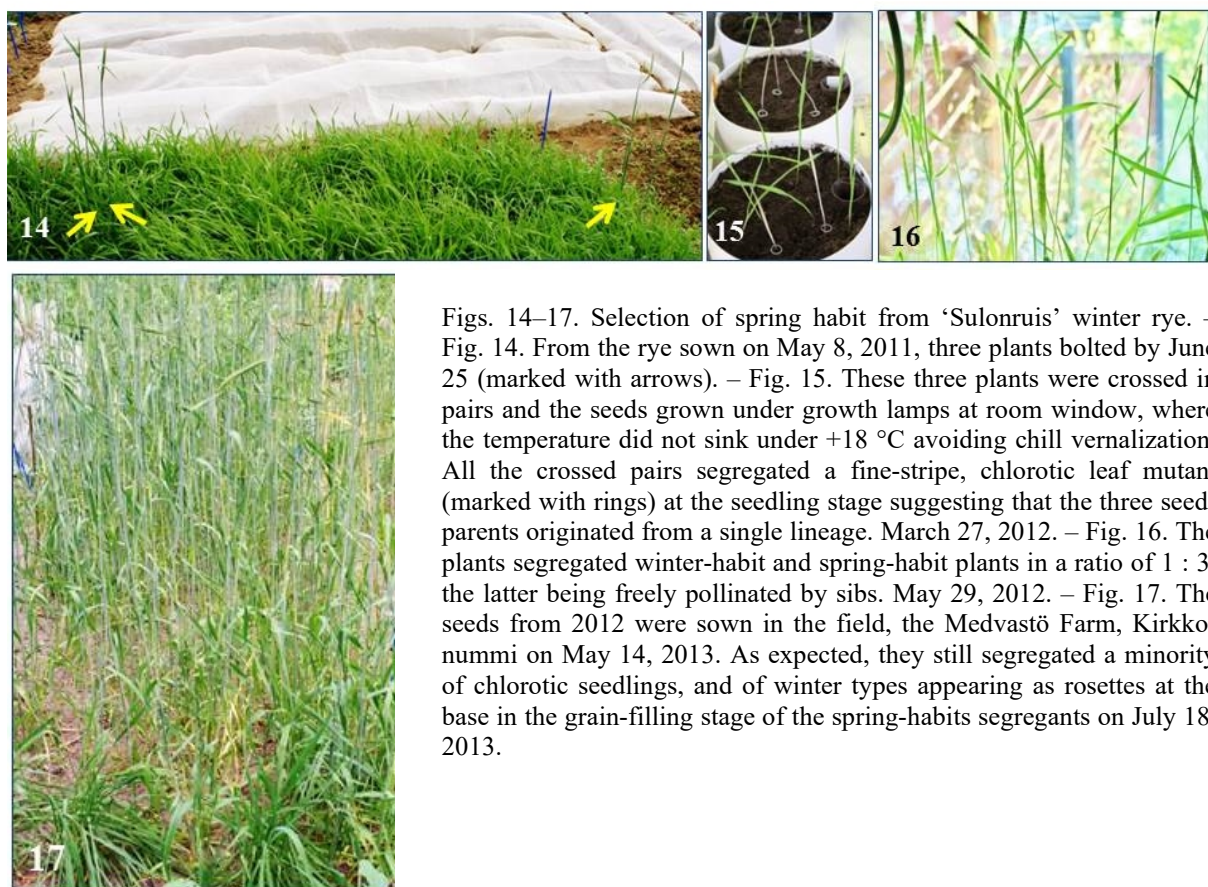 14
15
16
Figs. 14–17. Selection of spring habit from ‘Sulonruis’ winter rye. –
Fig. 14. From the rye sown on May 8, 2011, three plants bolted by June
25 (marked with arrows). – Fig. 15. These three plants were crossed in
pairs and the seeds grown under growth lamps at room window, where
the temperature did not sink under +18 °C avoiding chill vernalization
All the crossed pairs segregated a fine-stripe, chlorotic leaf mutan
(marked with rings) at the seedling stage suggesting that the three seed
parents originated from a single lineage. March 27, 2012. – Fig. 16. The
plants segregated winter-habit and spring-habit plants in a ratio of 1 : 3
the latter being freely pollinated by sibs. May 29, 2012. – Fig. 17. The
seeds from 2012 were sown in the field, the Medvastö Farm, Kirkko
nummi on May 14, 2013. As expected, they still segregated a minority
of chlorotic seedlings, and of winter types appearing as rosettes at the
base in the grain-filling stage of the spring-habits segregants on July 18
2013.
17